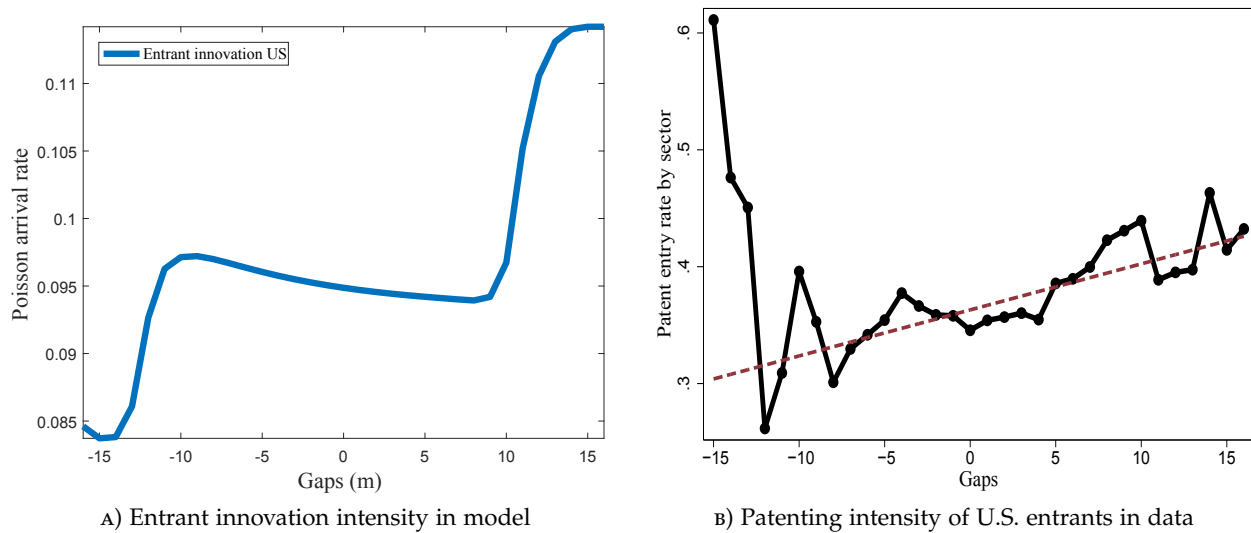 Entrant innovation US
0.11
0.105
0.1
0.095
0.09
0.085
Poisson arrival rate
-15 -10 -5 0 5 10 15
Gaps (m)
A) Entrant innovation intensity in model
.6
.5
.4
.3
Patent entry rate by sector
−15 −10 −5 0 5 10 15
Gaps
B) Patenting intensity of U.S. entrants in data